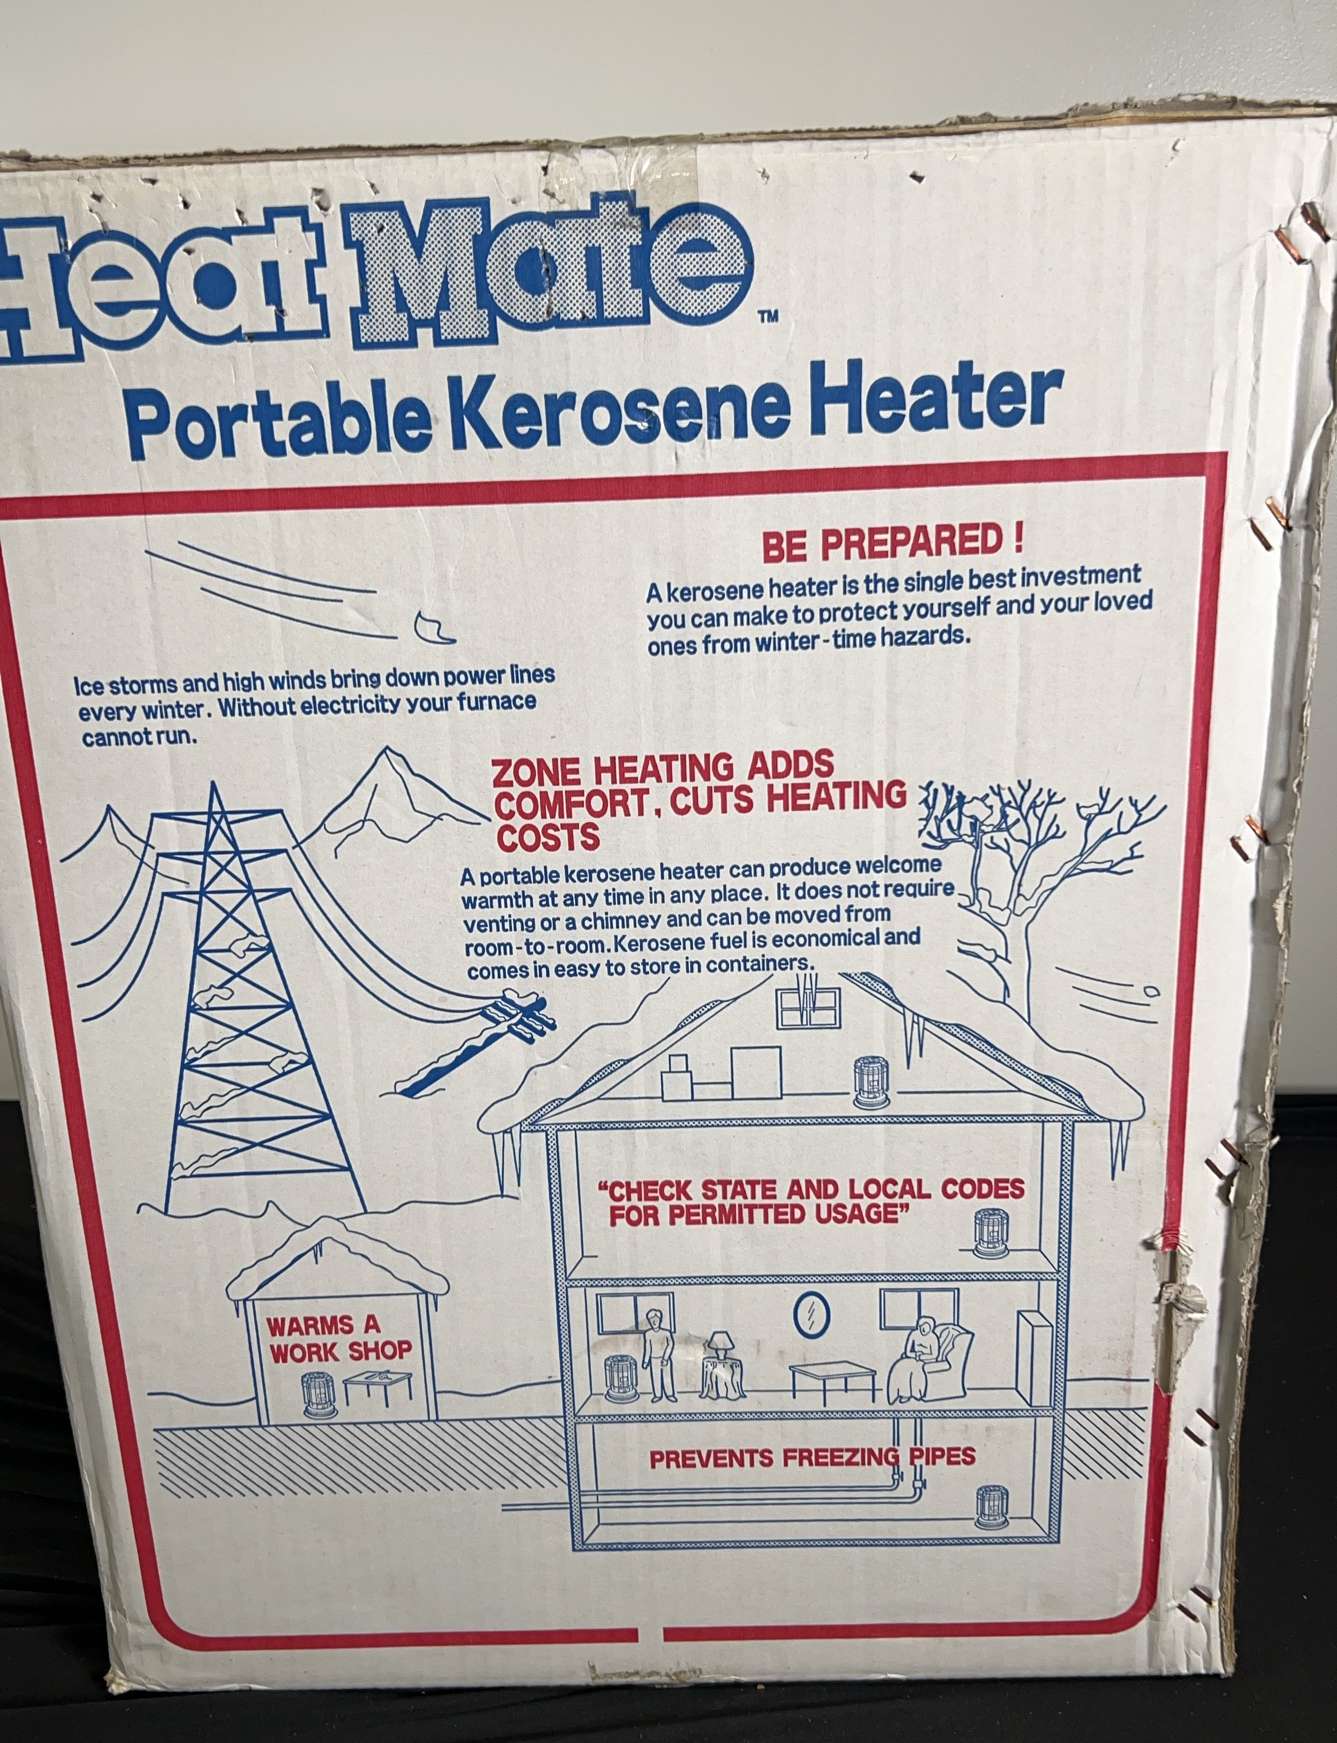 Heat Mate ™
Portable Kerosene Heater
BE PREPARED !
A kerosene heater is the single best investment
you can make to protect yourself and your loved
ones from winter-time hazards.
Ice storms and high winds bring down power lines
every winter. Without electricity your furnace
cannot run.
ZONE HEATING ADDS
COMFORT, CUTS HEATING
COSTS
A portable kerosene heater can produce welcome
warmth at any time in any place. It does not require
venting or a chimney and can be moved from
room-to-room. Kerosene fuel is economical and
comes in easy to store in containers.
“CHECK STATE AND LOCAL CODES
FOR PERMITTED USAGE”
WARMS A
WORK SHOP
PREVENTS FREEZING PIPES